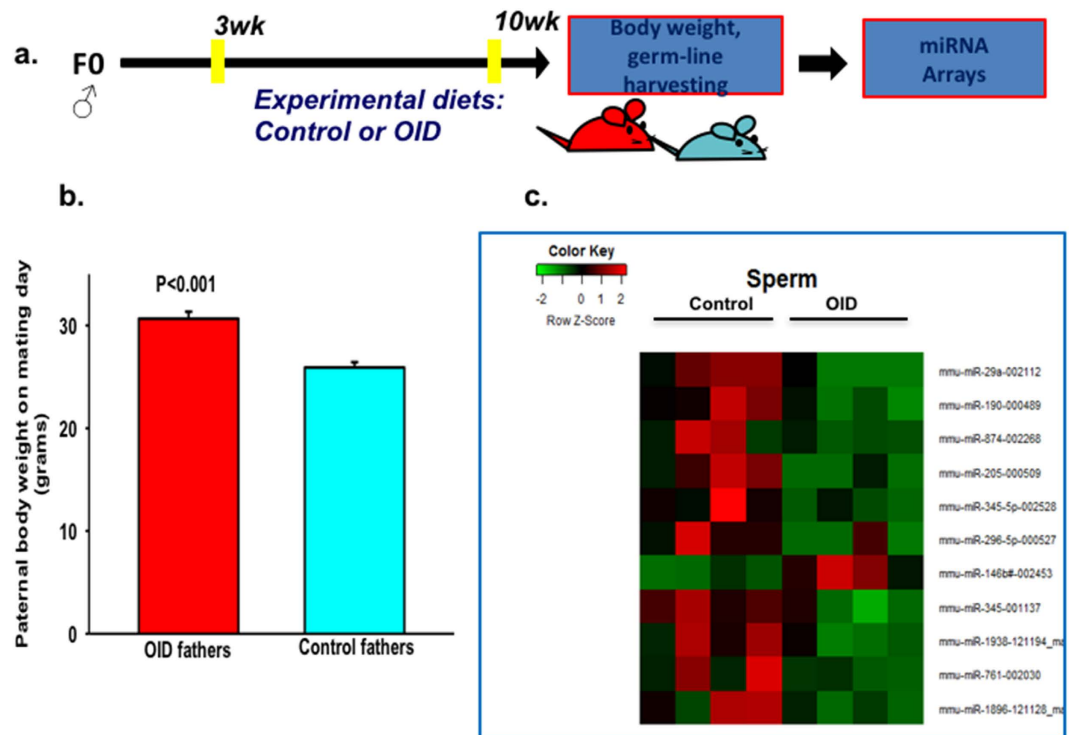 a.
F0
♂
3wk
10wk
Experimental diets:
Control or OID
Body weight,
germ-line
harvesting
miRNA
Arrays
b.
Paternal body weight on mating day
(grams)
30
20
10
0
P<0.001
OID fathers
Control fathers
c.
Color Key
-2 0 1 2
Row Z-Score
Sperm
Control OID
mmu-miR-29a-002112
mmu-miR-190-000489
mmu-miR-874-002268
mmu-miR-205-000509
mmu-miR-345-5p-002528
mmu-miR-296-5p-000527
mmu-miR-146b#-002453
mmu-miR-345-001137
mmu-miR-1938-121194_ma
mmu-miR-761-002030
mmu-miR-1896-121128_ma